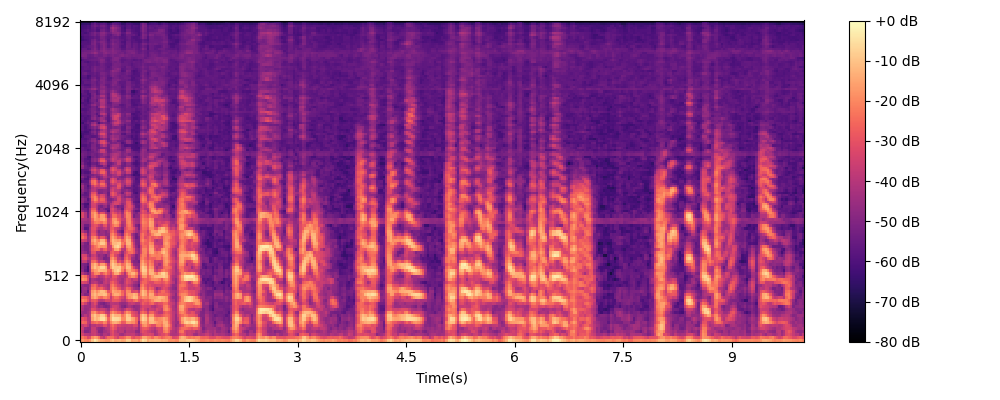 8192
4096
2048
1024
512
0
Frequency(Hz)
0 1.5 3 4.5 6 7.5 9
Time(s)
+0 dB
-10 dB
-20 dB
-30 dB
-40 dB
-50 dB
-60 dB
-70 dB
-80 dB